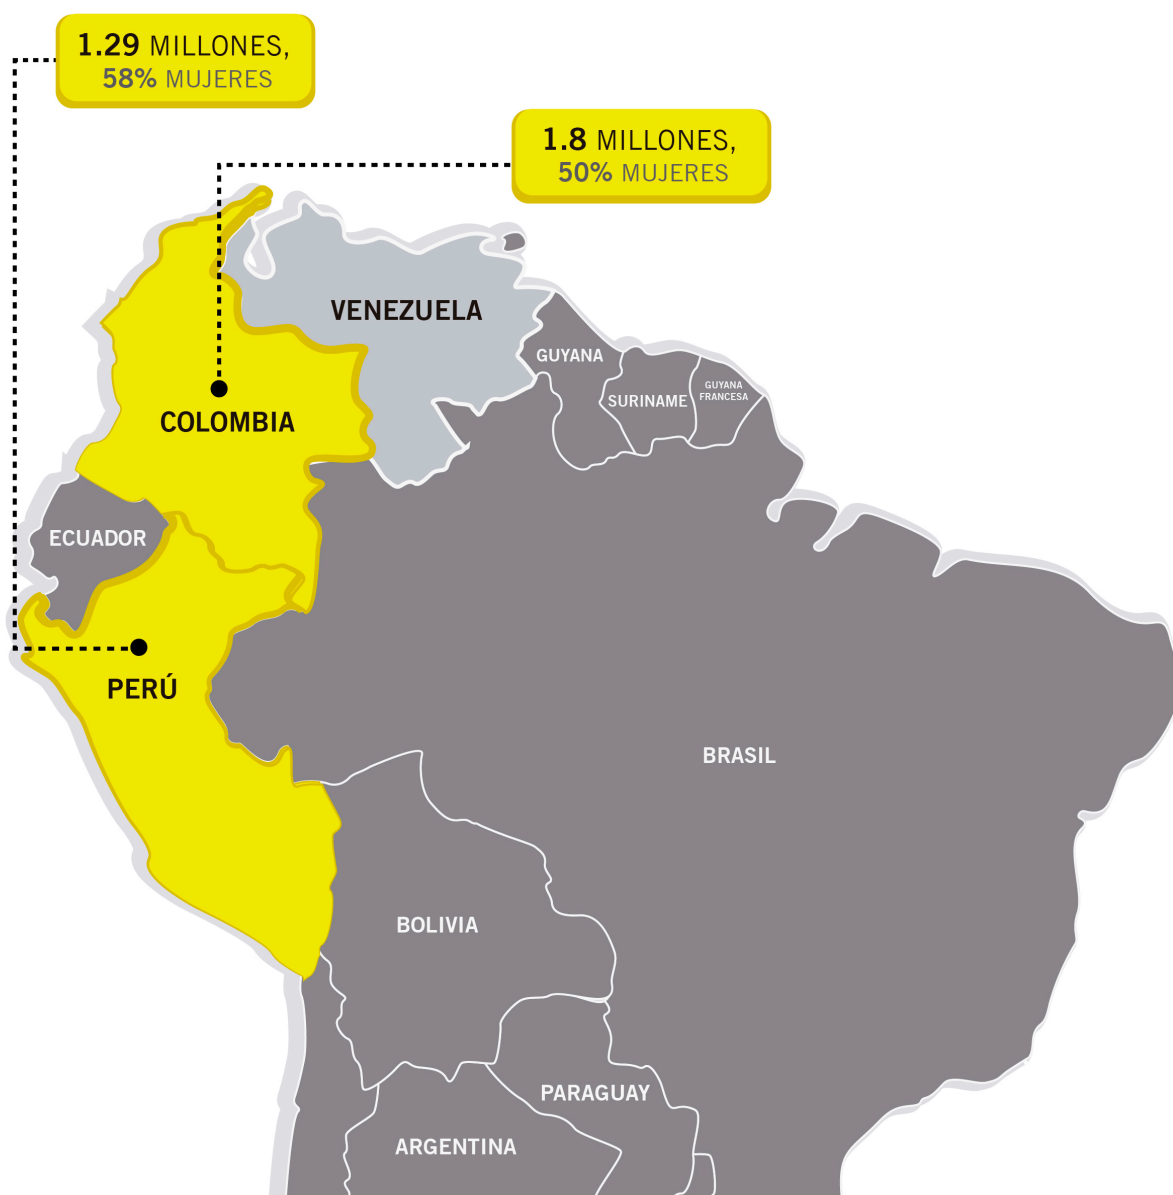 1.29 MILLONES,
58% MUJERES
1.8 MILLONES,
50% MUJERES
VENEZUELA
GUYANA
GUYANA
FRANCESA
SURINAME
COLOMBIA
ECUADOR
PERÚ
BRASIL
BOLIVIA
PARAGUAY
ARGENTINA